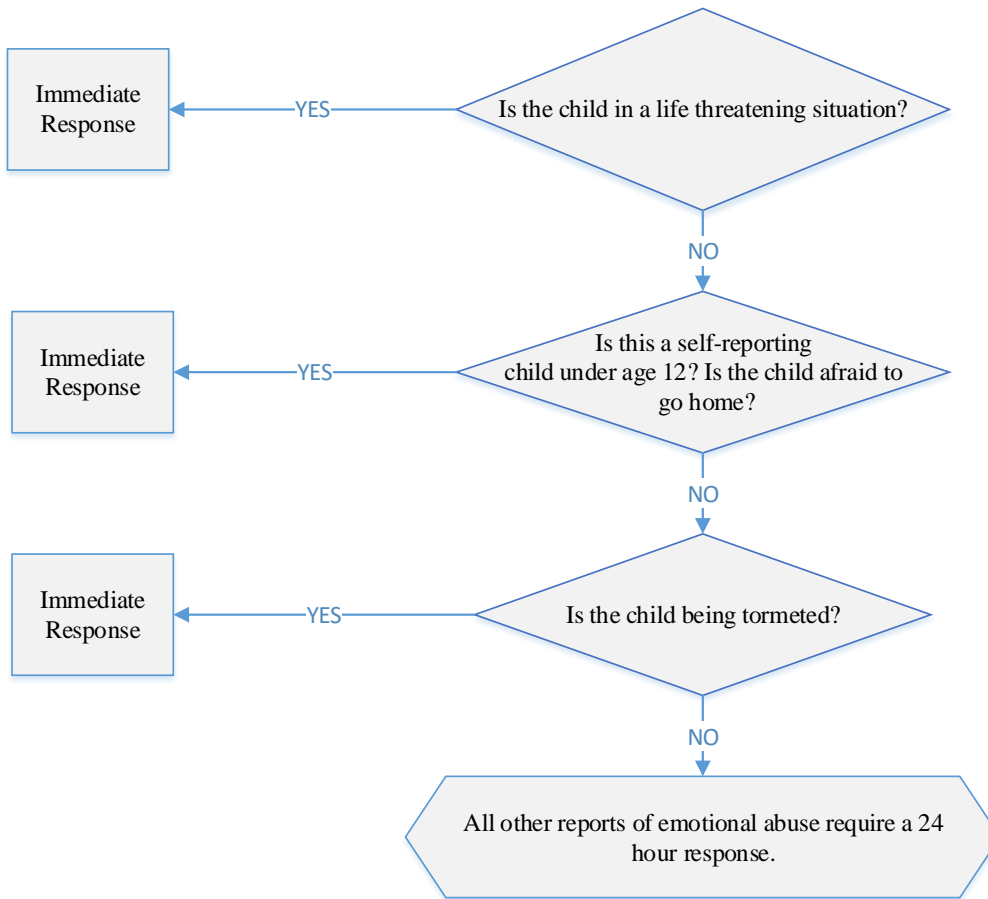 Immediate
Response
YES
Is the child in a life threatening situation?
NO
Immediate
Response
YES
Is this a self-reporting
child under age 12? Is the child afraid to
go home?
NO
Immediate
Response
YES
Is the child being tormeted?
NO
All other reports of emotional abuse require a 24
hour response.